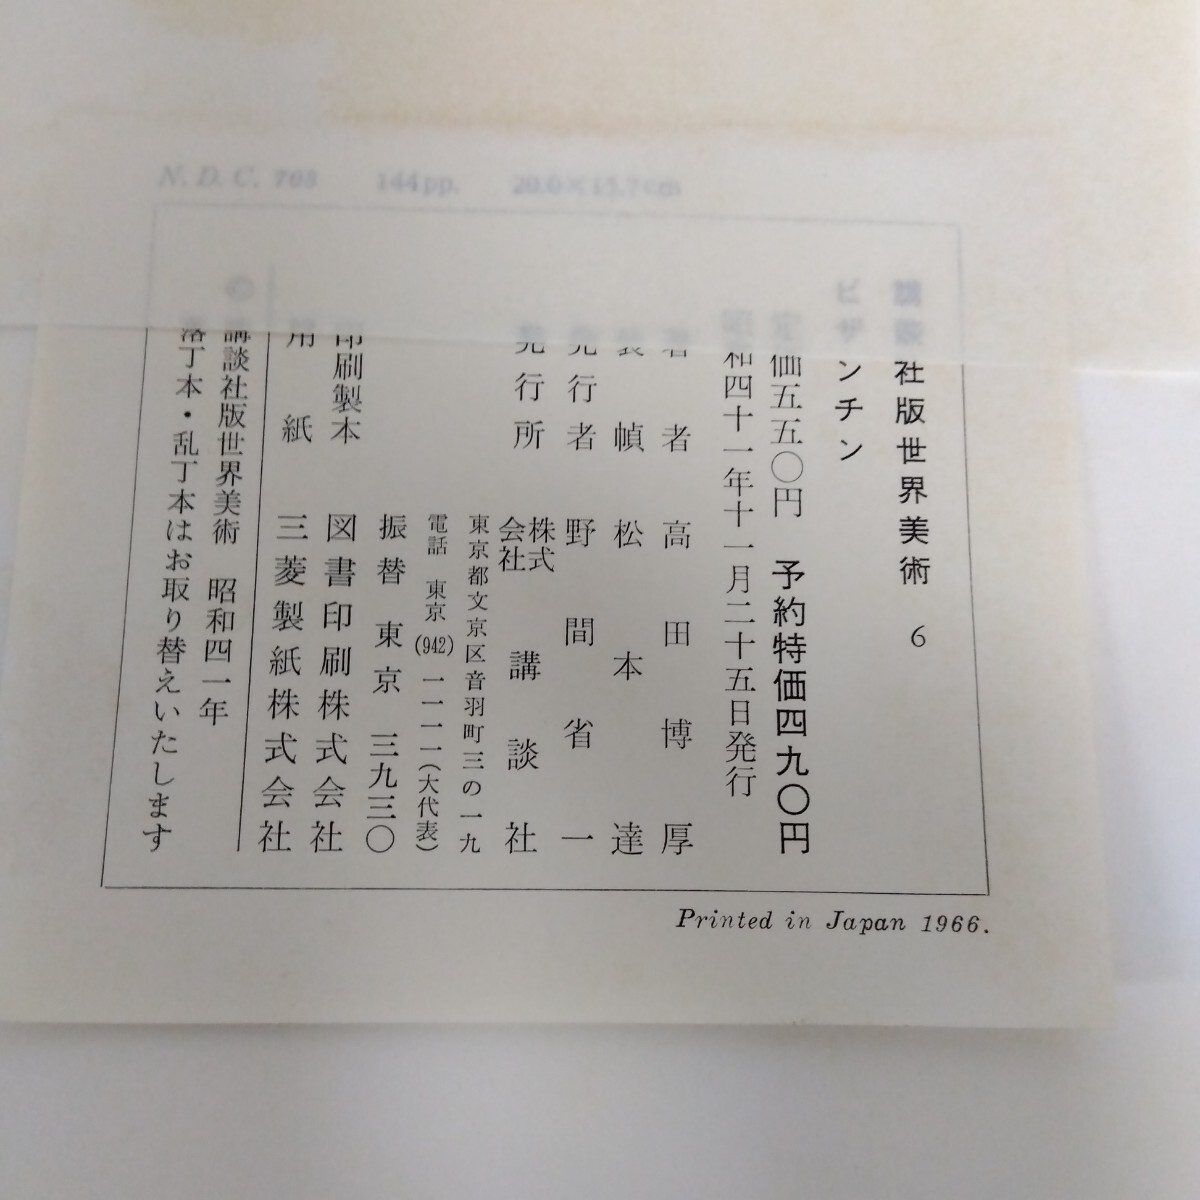 N. D. C. 703 144pp. 20.0×15.7cm
講談社版世界美術 6
ビザンチン
定価五五〇円 予約特価四九〇円
昭和四十一年十一月二十五日発行
著者 高田博厚
装幀 松本達
発行者 野間省一
発行所 株式会社 講談社
東京都文京区音羽町三の一九
電話 東京(942)一一一一(大代表)
振替 東京 三九三〇
印刷製本 図書印刷株式会社
用紙 三菱製紙株式会社
講談社版世界美術 昭和四一年
落丁本・乱丁本はお取り替えいたします
Printed in Japan 1966.